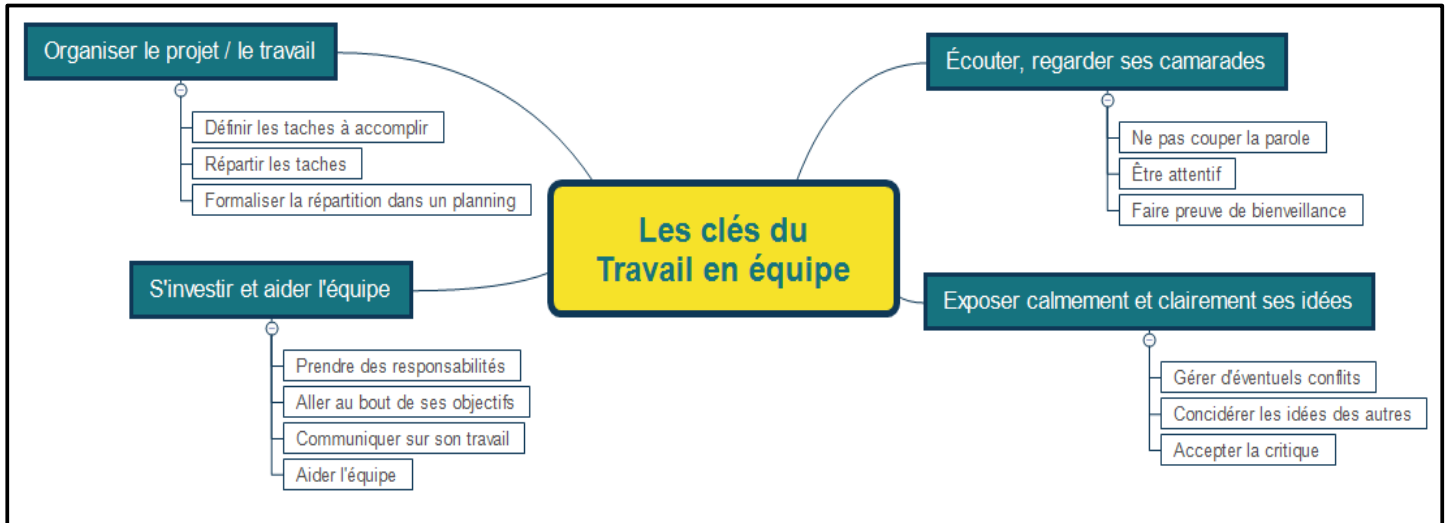 Organiser le projet / le travail
Définir les taches à accomplir
Répartir les taches
Formaliser la répartition dans un planning
Écouter, regarder ses camarades
Ne pas couper la parole
Être attentif
Faire preuve de bienveillance
Les clés du
Travail en équipe
S'investir et aider l'équipe
Prendre des responsabilités
Aller au bout de ses objectifs
Communiquer sur son travail
Aider l'équipe
Exposer calmement et clairement ses idées
Gérer d'éventuels conflits
Concidérer les idées des autres
Accepter la critique